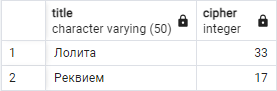 title cipher
character varying (50) integer
1 Лолита 33
2 Реквием 17